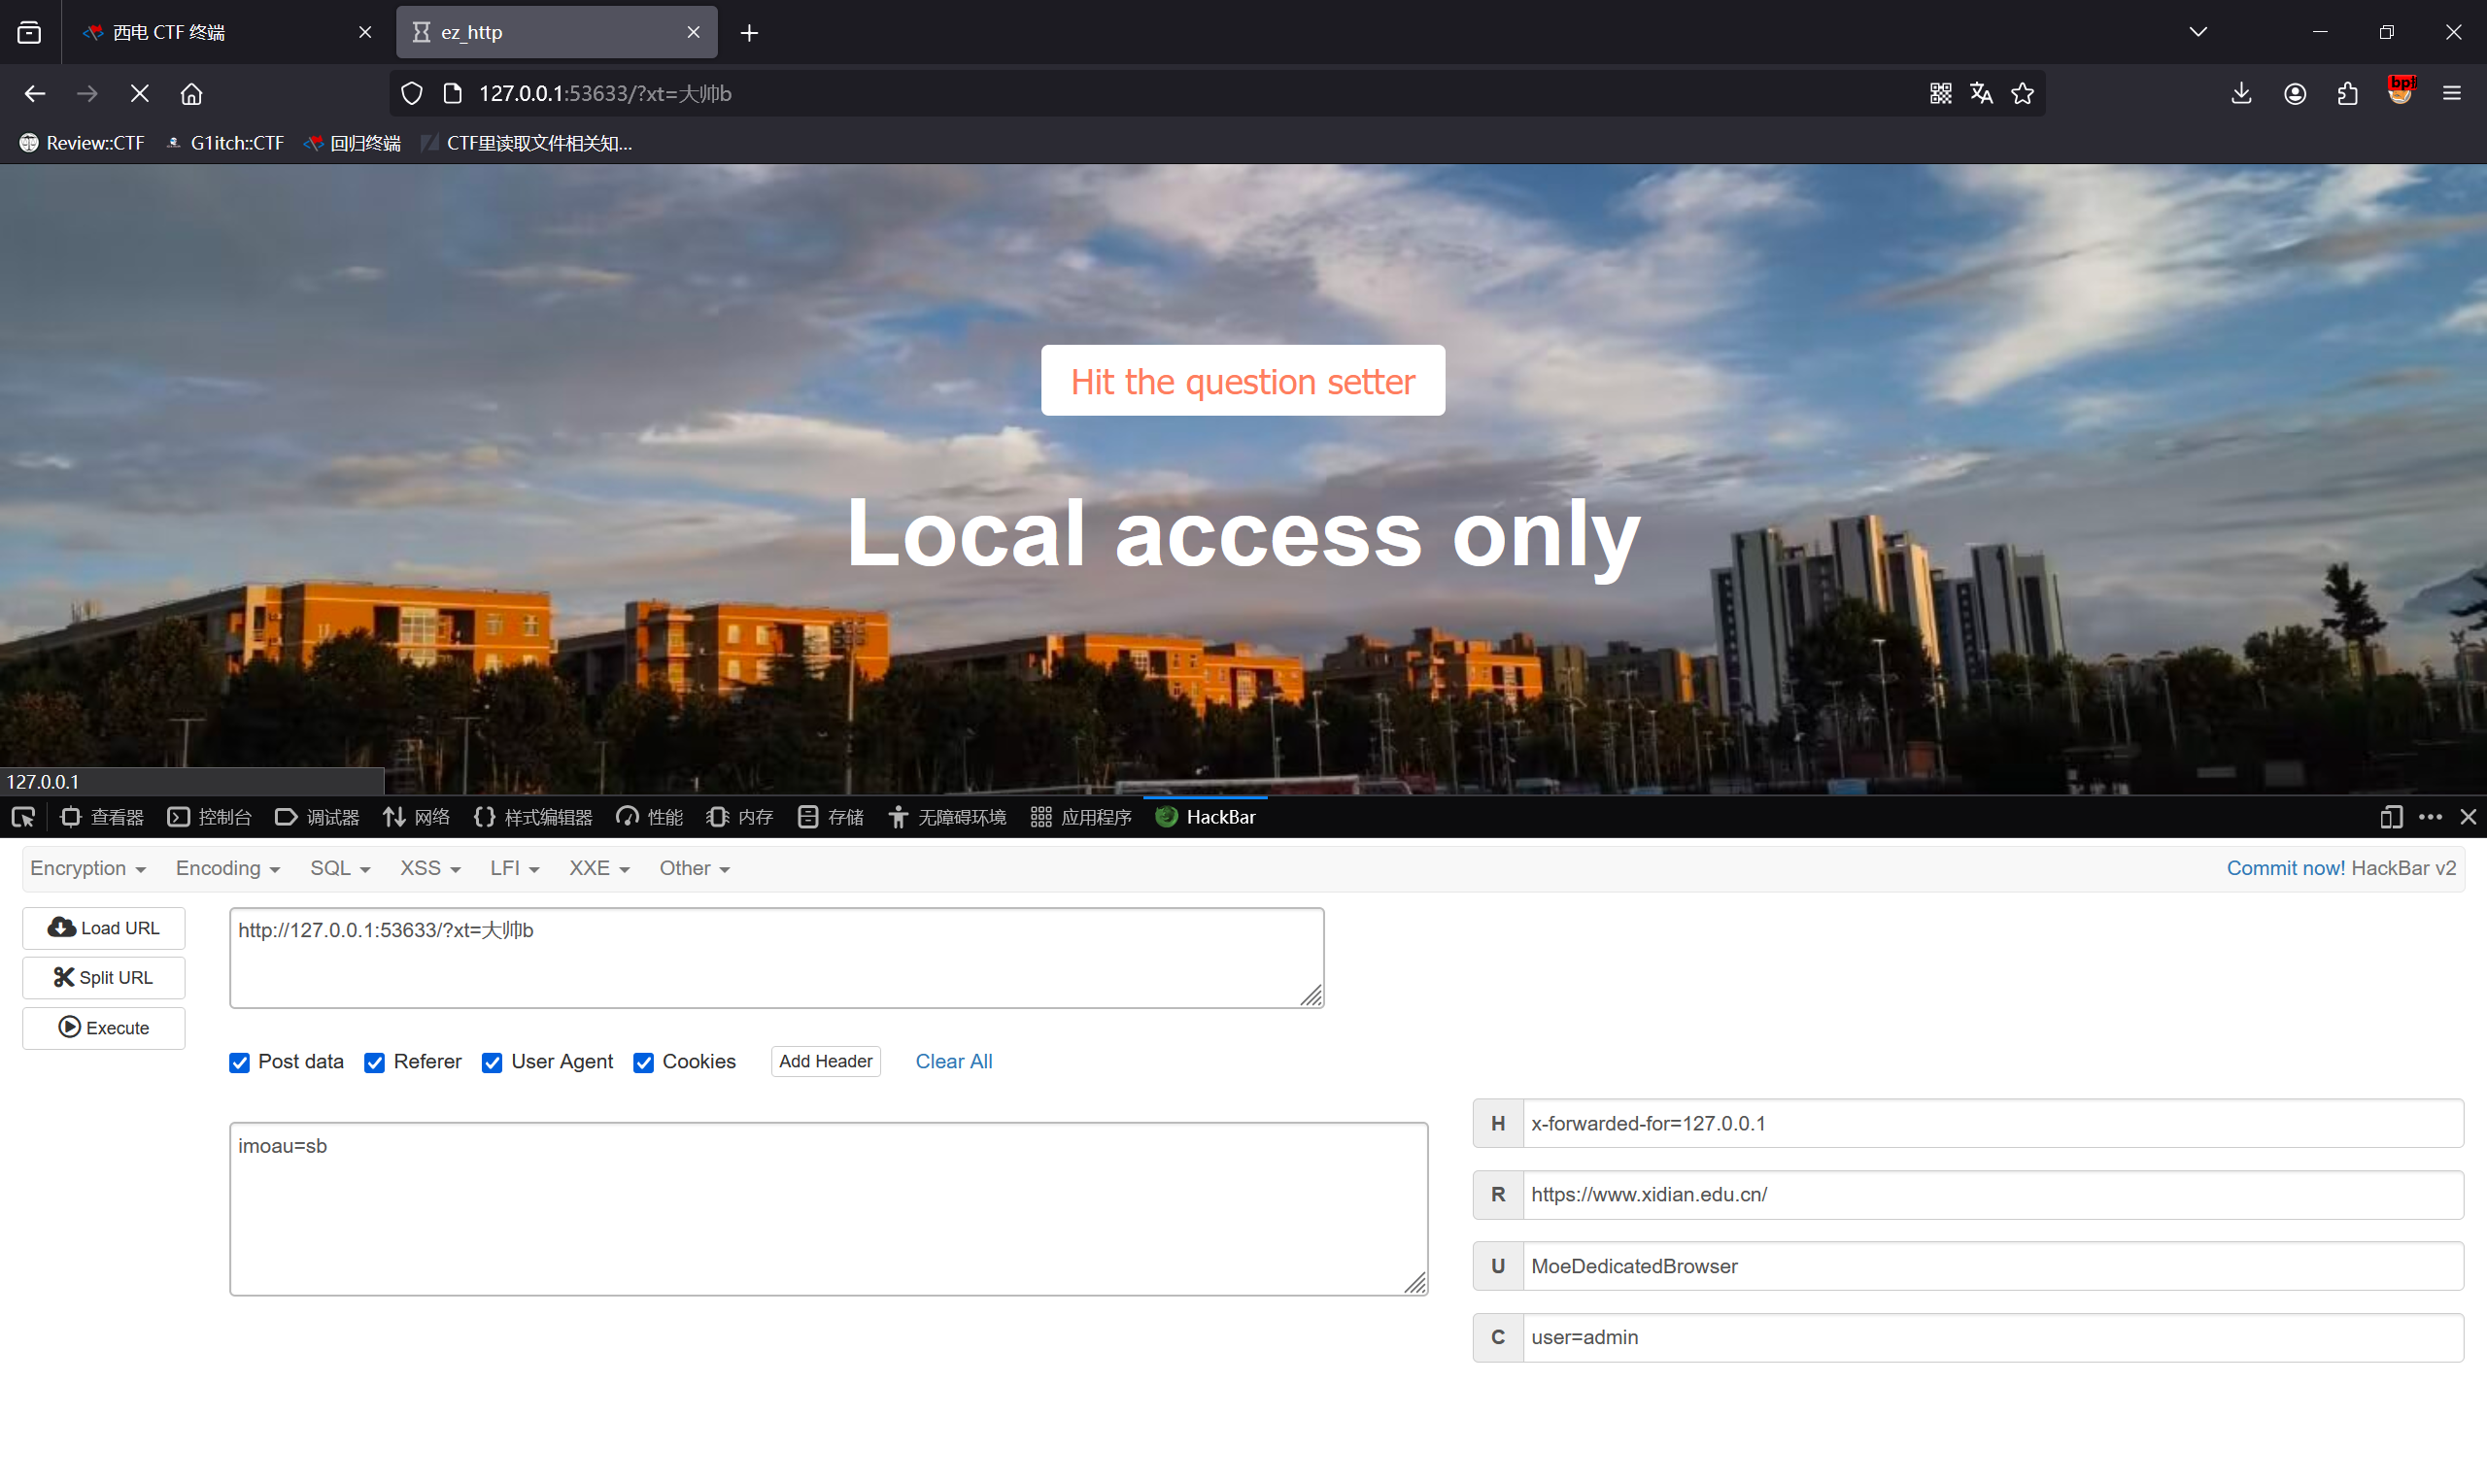 西电 CTF 终端
ez_http
127.0.0.1:53633/?xt=大帅b
bp
Review::CTF
G1itch::CTF
回归终端
CTF里读取文件相关知...
Hit the question setter
Local access only
127.0.0.1
查看器
控制台
调试器
网络
样式编辑器
性能
内存
存储
无障碍环境
应用程序
HackBar
Encryption
Encoding
SQL
XSS
LFI
XXE
Other
Commit now! HackBar v2
Load URL
http://127.0.0.1:53633/?xt=大帅b
Split URL
Execute
Post data
Referer
User Agent
Cookies
Add Header
Clear All
imoau=sb
H x-forwarded-for=127.0.0.1
R https://www.xidian.edu.cn/
U MoeDedicatedBrowser
C user=admin